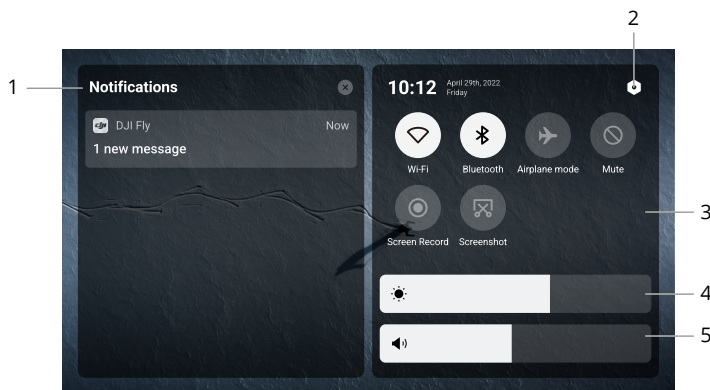 2
1
Notifications
DJI Fly
Now
1 new message
10:12
April 29th, 2022
Friday
Wi-Fi
Bluetooth
Airplane mode
Mute
Screen Record
Screenshot
3
4
5